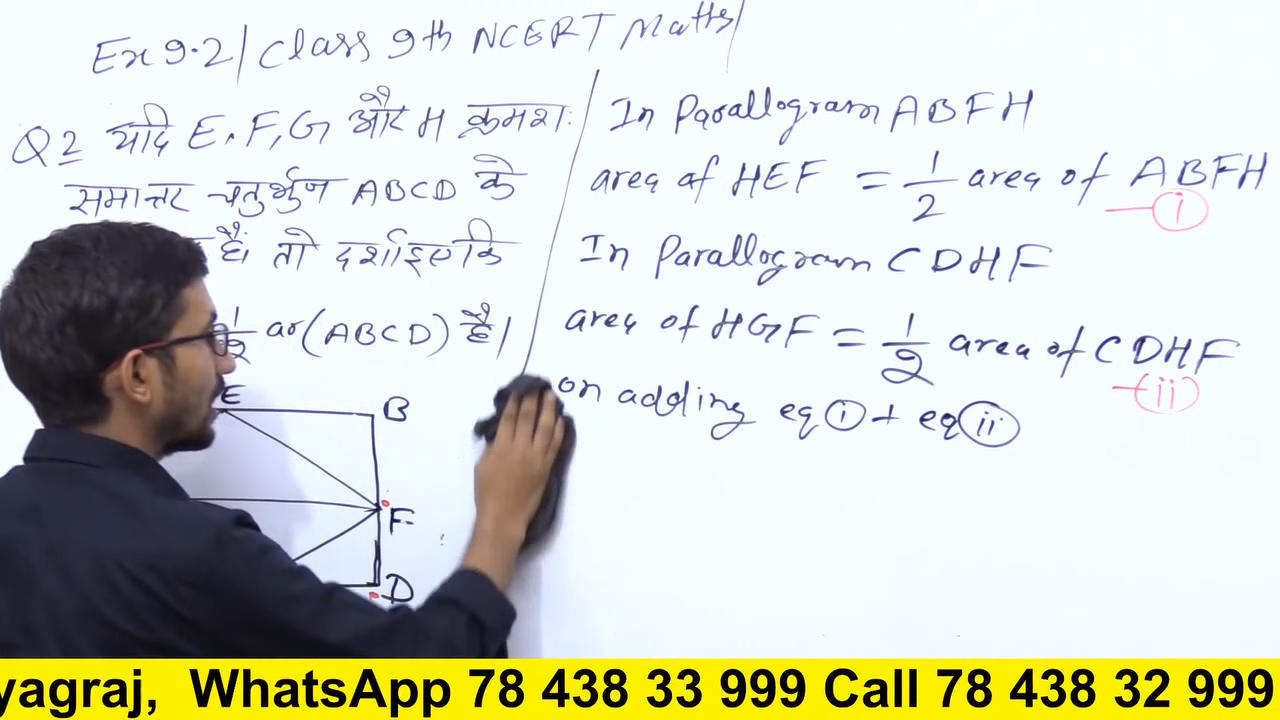 Ex 9.2 / Class 9th NCERT Maths /
Q 2 यदि E, F, G और H क्रमशः
समान्तर चतुर्भुज ABCD के
है। तो दर्शाइए कि
1/2 ar (ABCD) है।
E
B
F
D
In Parallogram ABFH
area of HEF = 1/2 area of ABFH
— i
In Parallogram CDHF
area of HGF = 1/2 area of CDHF
— ii
on adding eq i + eq ii
yagraj, WhatsApp 78 438 33 999 Call 78 438 32 999